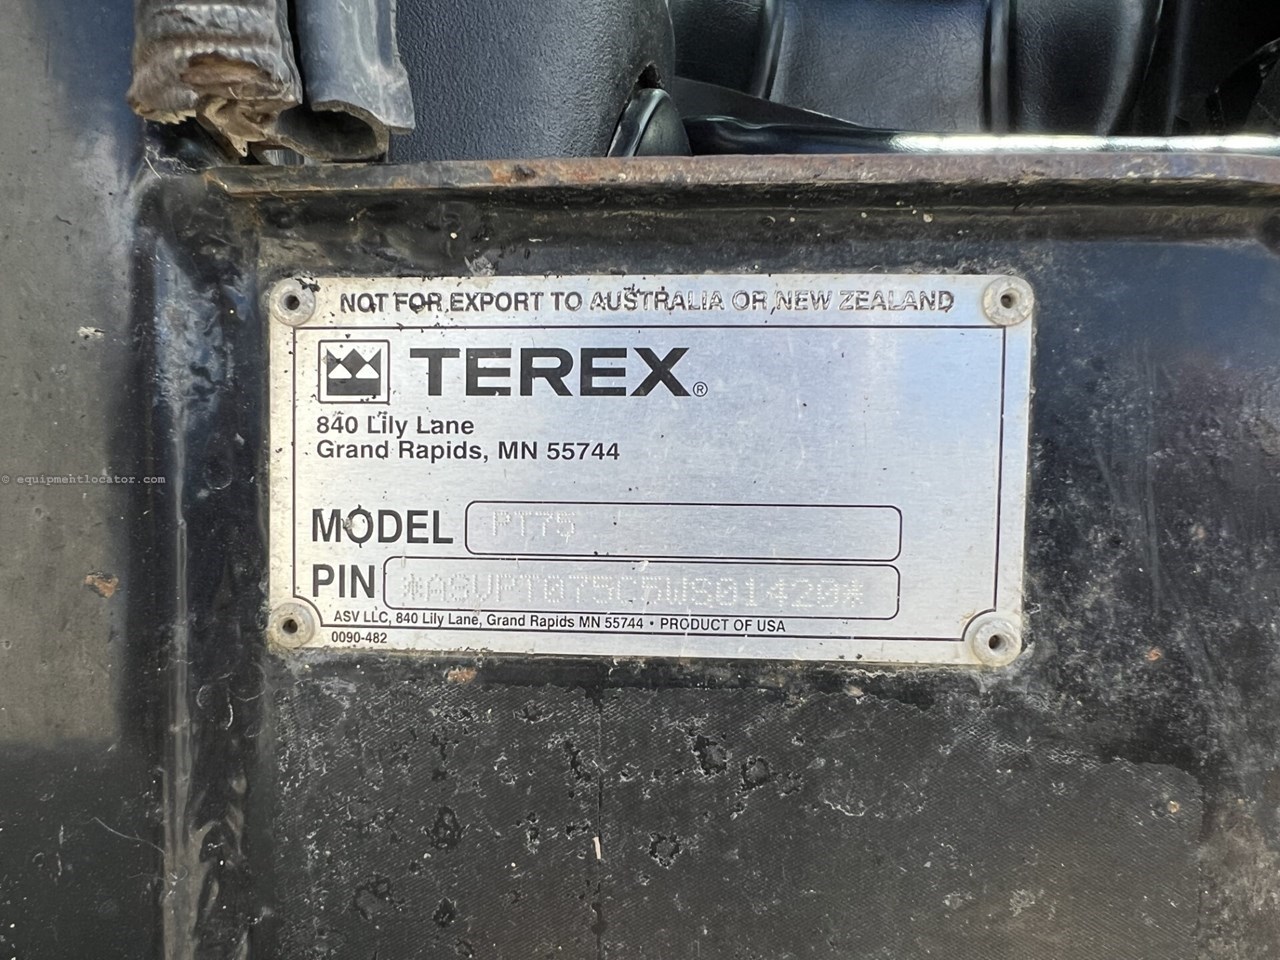 NOT FOR EXPORT TO AUSTRALIA OR NEW ZEALAND
TEREX®
840 Lily Lane
Grand Rapids, MN 55744
MODEL PT75
PIN *ASVPT075C5WS01420*
ASV LLC, 840 Lily Lane, Grand Rapids MN 55744 • PRODUCT OF USA
0090-482
© equipmentlocator.com